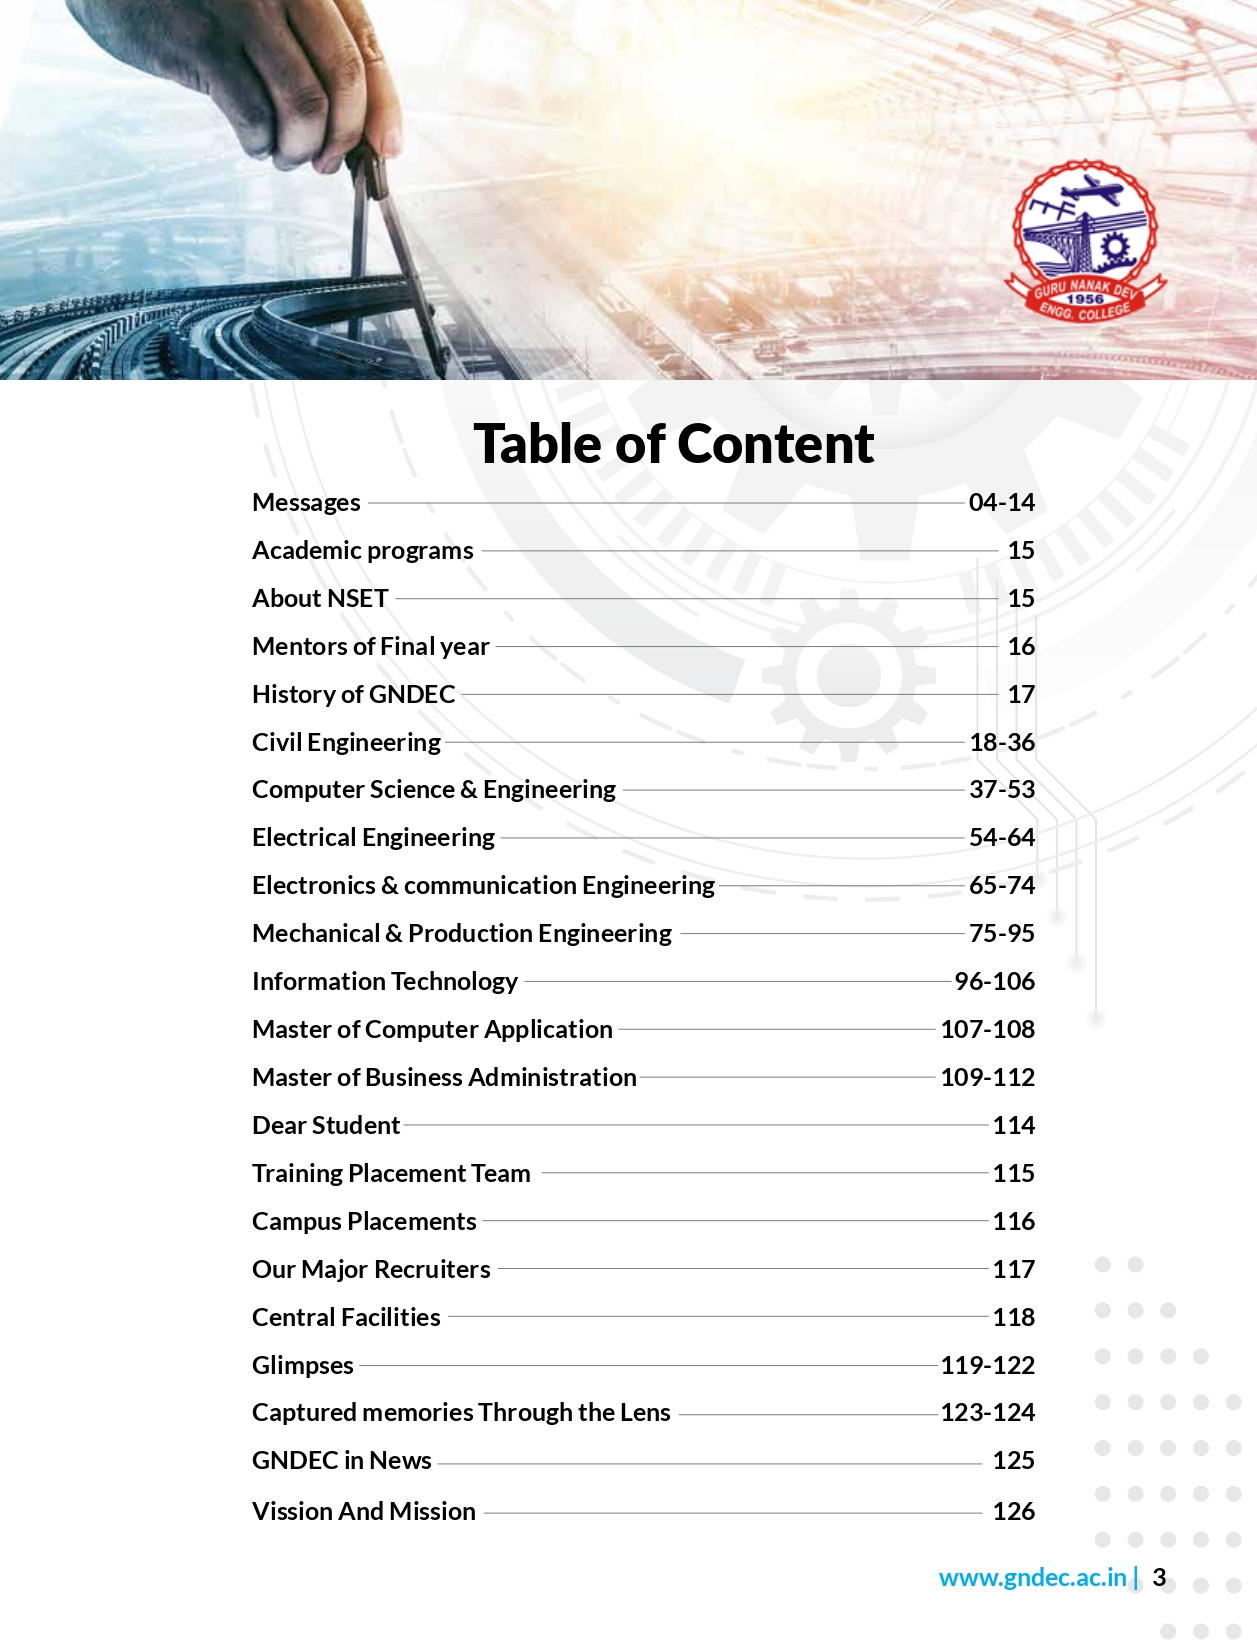 GURU NANAK DEV
1956
ENGG. COLLEGE
Table of Content
Messages 04-14
Academic programs 15
About NSET 15
Mentors of Final year 16
History of GNDEC 17
Civil Engineering 18-36
Computer Science & Engineering 37-53
Electrical Engineering 54-64
Electronics & communication Engineering 65-74
Mechanical & Production Engineering 75-95
Information Technology 96-106
Master of Computer Application 107-108
Master of Business Administration 109-112
Dear Student 114
Training Placement Team 115
Campus Placements 116
Our Major Recruiters 117
Central Facilities 118
Glimpses 119-122
Captured memories Through the Lens 123-124
GNDEC in News 125
Vission And Mission 126
www.gndec.ac.in | 3